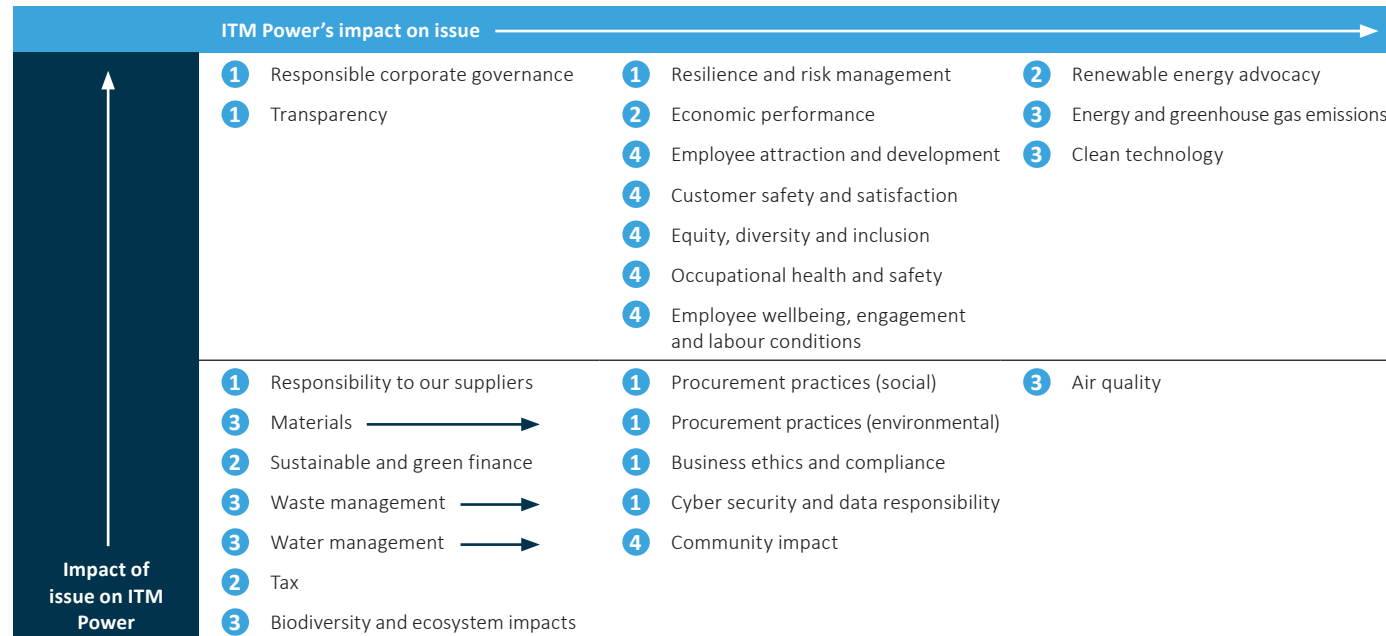 ITM Power’s impact on issue
Impact of
issue on ITM
Power
1 Responsible corporate governance
1 Transparency
1 Resilience and risk management
2 Economic performance
4 Employee attraction and development
4 Customer safety and satisfaction
4 Equity, diversity and inclusion
4 Occupational health and safety
4 Employee wellbeing, engagement
and labour conditions
2 Renewable energy advocacy
3 Energy and greenhouse gas emissions
3 Clean technology
1 Responsibility to our suppliers
3 Materials
2 Sustainable and green finance
3 Waste management
3 Water management
2 Tax
3 Biodiversity and ecosystem impacts
1 Procurement practices (social)
1 Procurement practices (environmental)
1 Business ethics and compliance
1 Cyber security and data responsibility
4 Community impact
3 Air quality